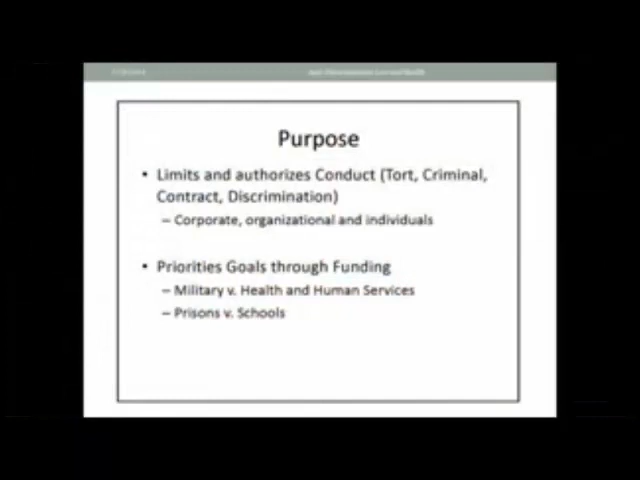 Purpose
• Limits and authorizes Conduct (Tort, Criminal,
Contract, Discrimination)
– Corporate, organizational and individuals
• Priorities Goals through Funding
– Military v. Health and Human Services
– Prisons v. Schools